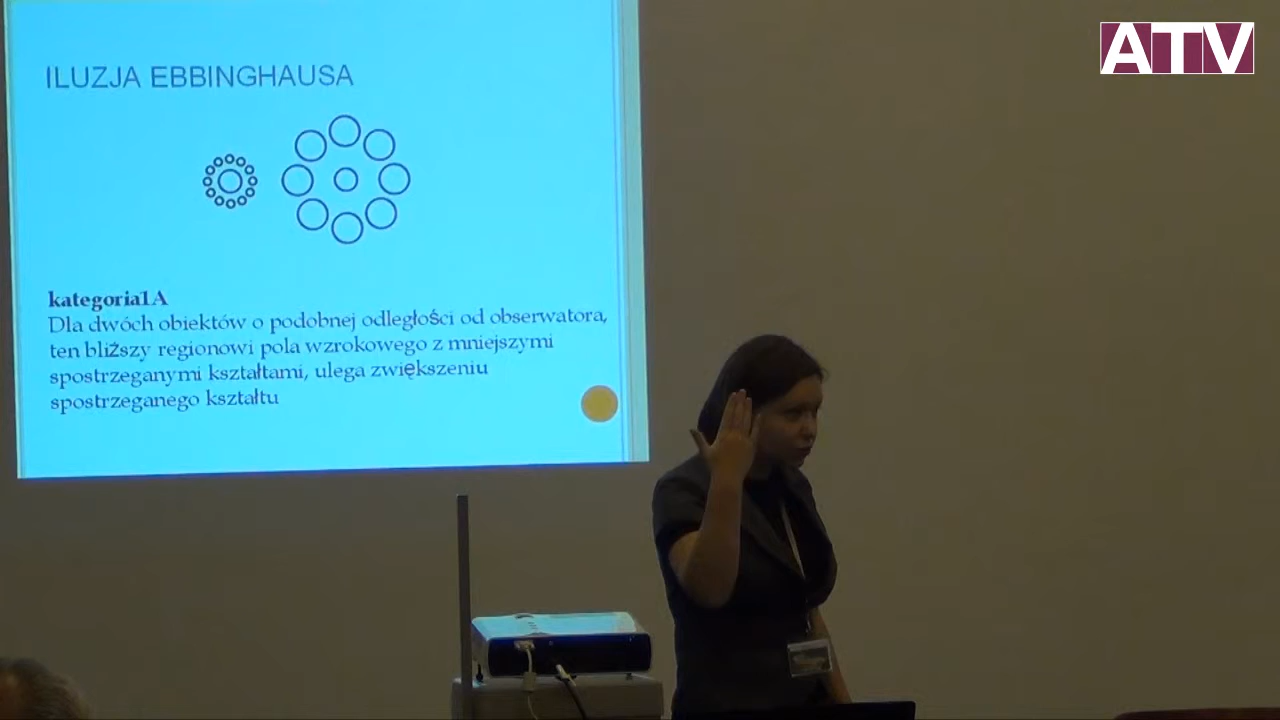 ATV
ILUZJA EBBINGHAUSA
kategoria1A
Dla dwóch obiektów o podobnej odległości od obserwatora,
ten bliższy regionowi pola wzrokowego z mniejszymi
spostrzeganymi kształtami, ulega zwiększeniu
spostrzeganego kształtu